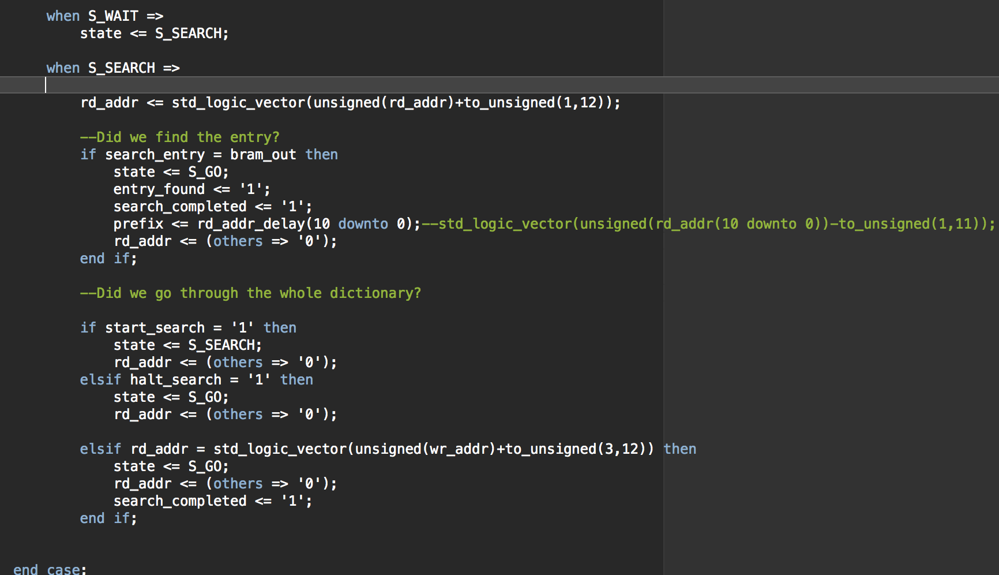 when S_WAIT =>
state <= S_SEARCH;
when S_SEARCH =>
rd_addr <= std_logic_vector(unsigned(rd_addr)+to_unsigned(1,12));
--Did we find the entry?
if search_entry = bram_out then
state <= S_GO;
entry_found <= '1';
search_completed <= '1';
prefix <= rd_addr_delay(10 downto 0);--std_logic_vector(unsigned(rd_addr(10 downto 0))-to_unsigned(1,11));
rd_addr <= (others => '0');
end if;
--Did we go through the whole dictionary?
if start_search = '1' then
state <= S_SEARCH;
rd_addr <= (others => '0');
elsif halt_search = '1' then
state <= S_GO;
rd_addr <= (others => '0');
elsif rd_addr = std_logic_vector(unsigned(wr_addr)+to_unsigned(3,12)) then
state <= S_GO;
rd_addr <= (others => '0');
search_completed <= '1';
end if;
end case;